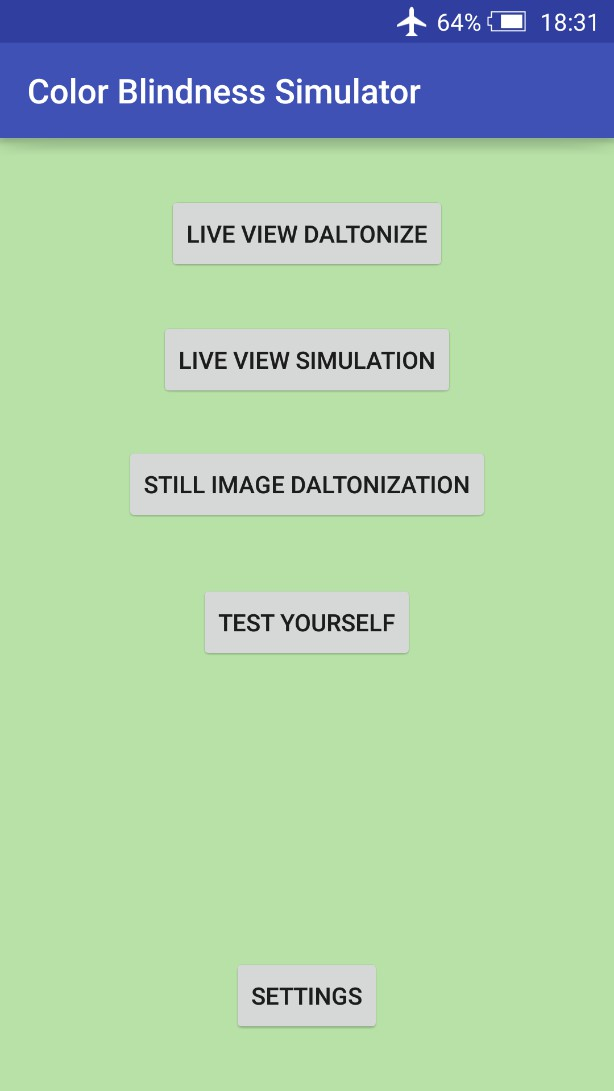 64% 18:31
Color Blindness Simulator
LIVE VIEW DALTONIZE
LIVE VIEW SIMULATION
STILL IMAGE DALTONIZATION
TEST YOURSELF
SETTINGS